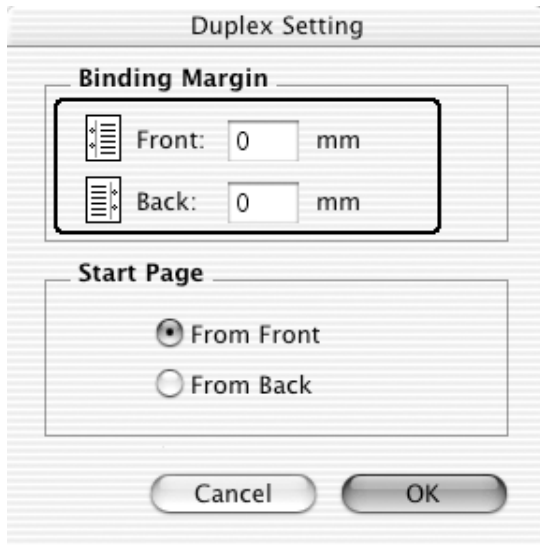 Duplex Setting
Binding Margin
Front: 0 mm
Back: 0 mm
Start Page
From Front
From Back
Cancel OK